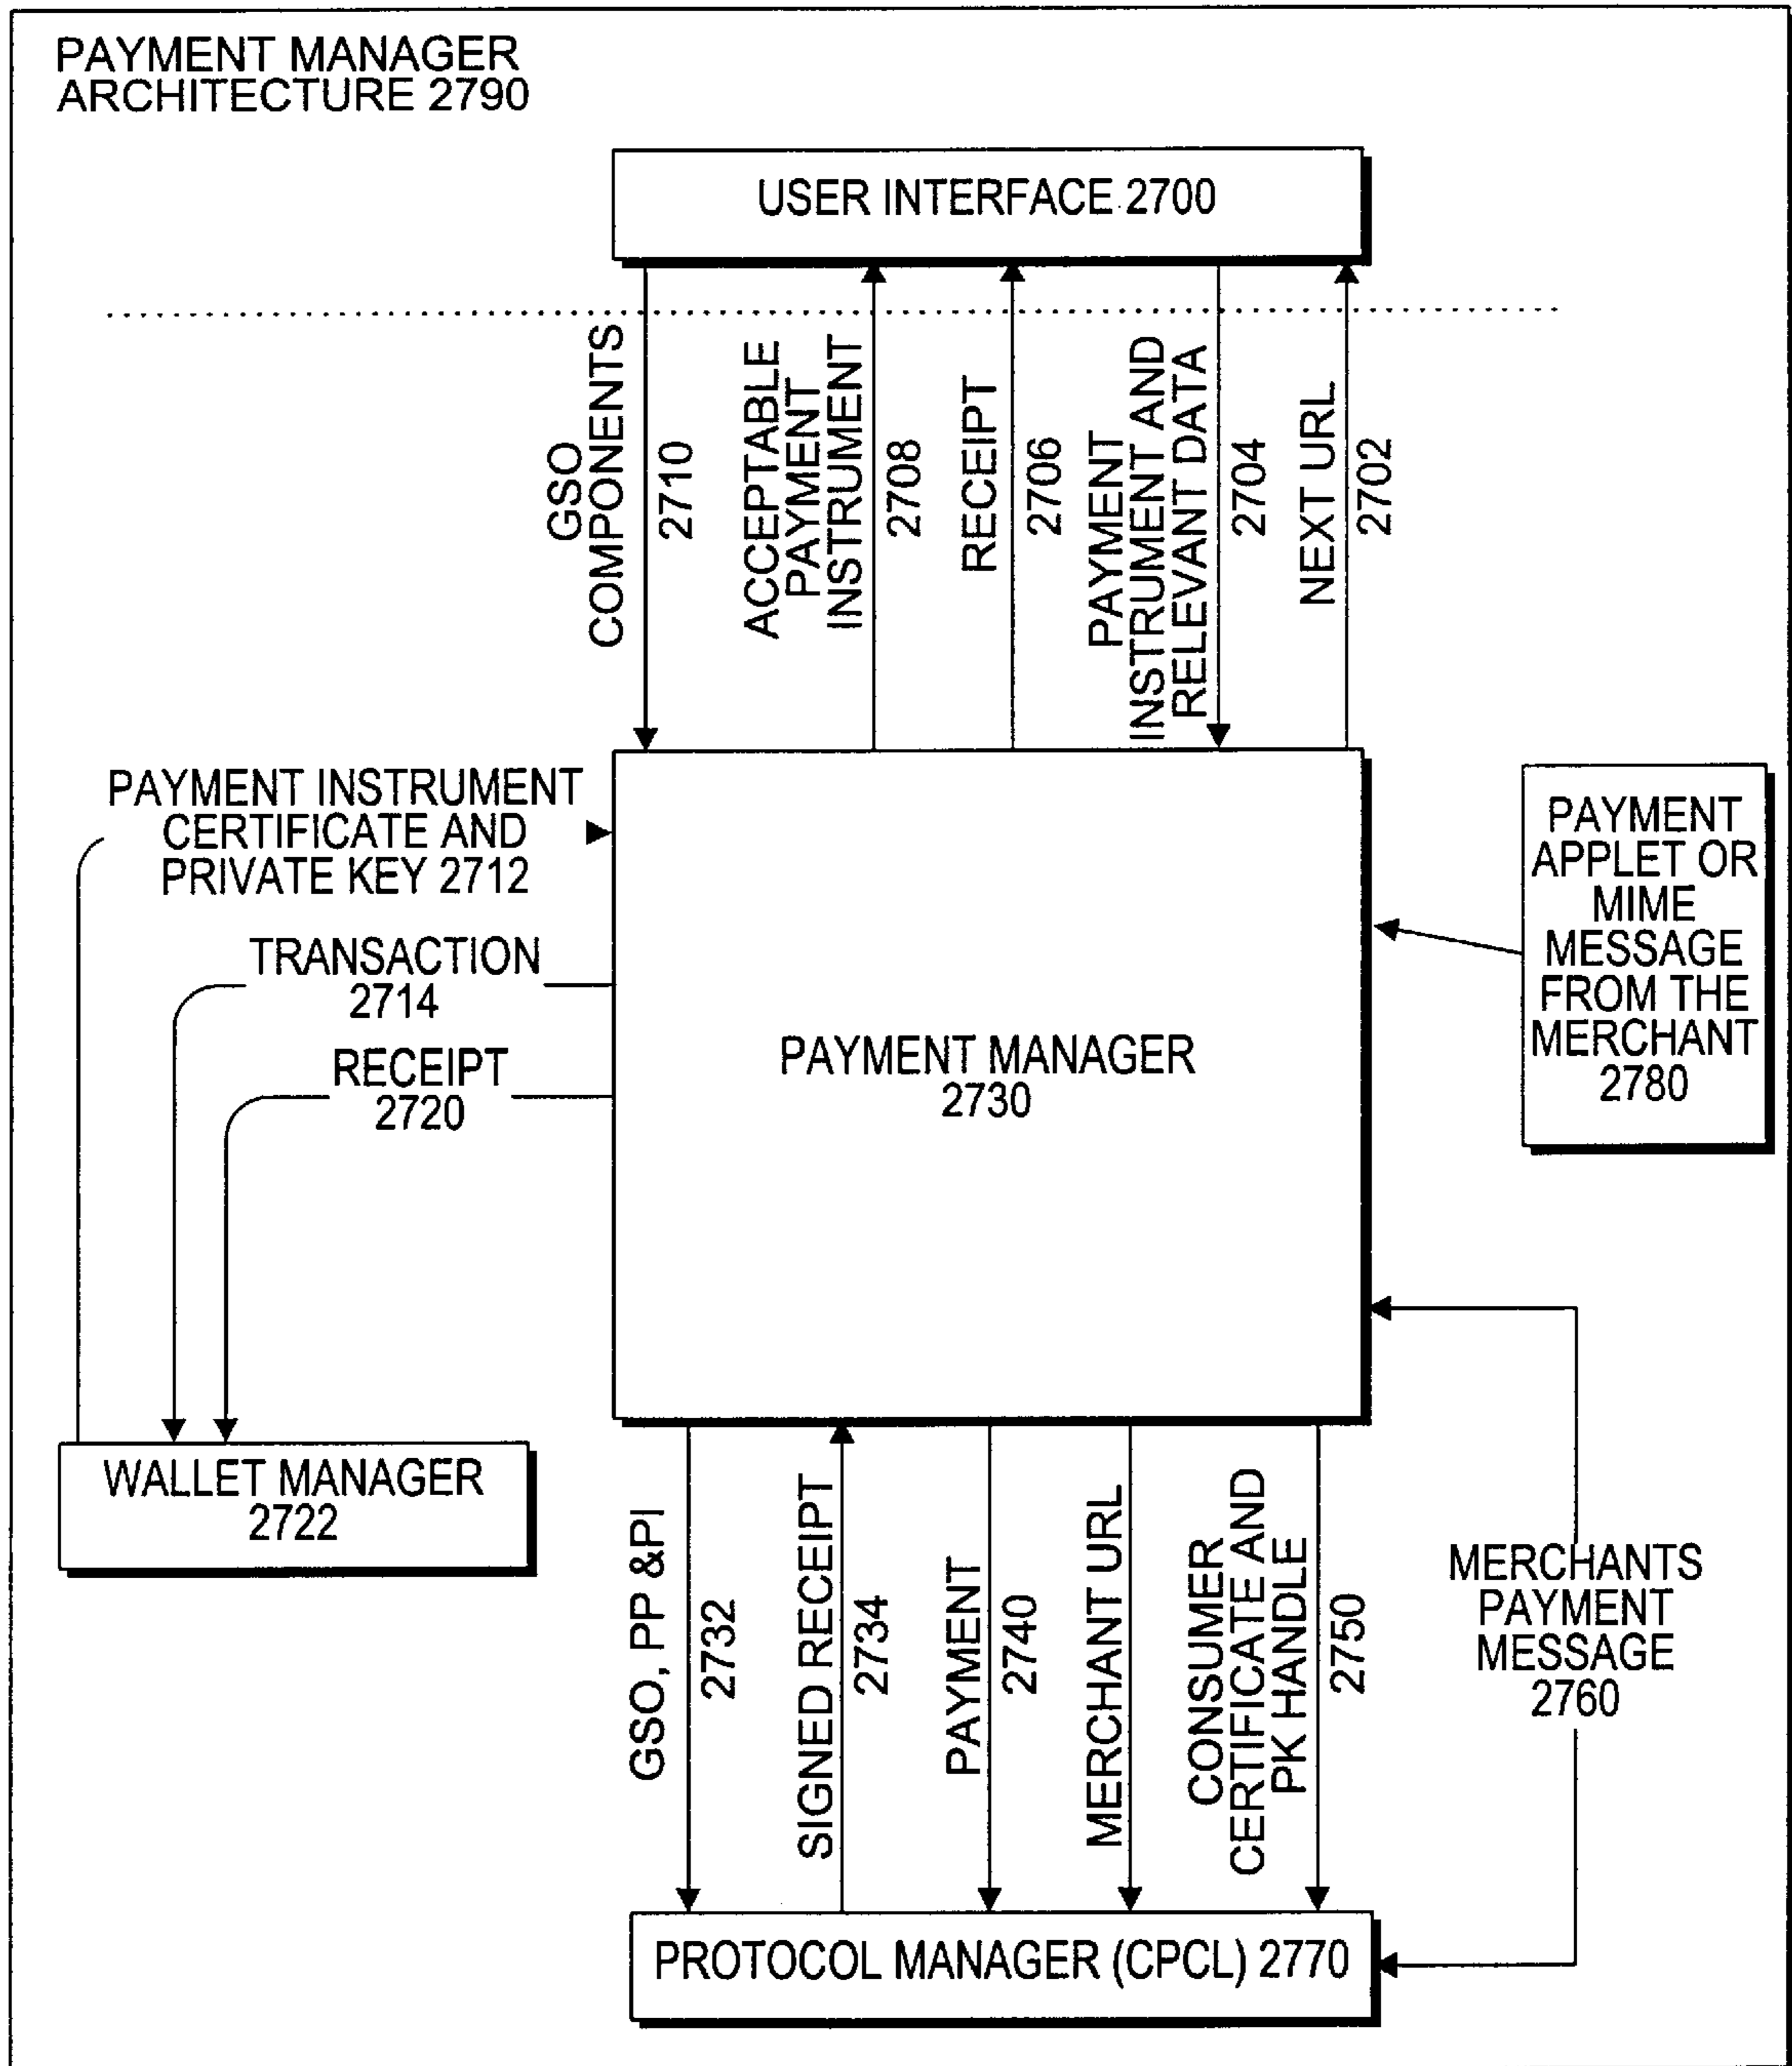 PAYMENT MANAGER
ARCHITECTURE 2790
USER INTERFACE 2700
GSO
COMPONENTS
2710
ACCEPTABLE
PAYMENT
INSTRUMENT
2708
RECEIPT
2706
PAYMENT
INSTRUMENT AND
RELEVANT DATA
2704
NEXT URL
2702
PAYMENT INSTRUMENT
CERTIFICATE AND
PRIVATE KEY 2712
TRANSACTION
2714
RECEIPT
2720
PAYMENT MANAGER
2730
PAYMENT
APPLET OR
MIME
MESSAGE
FROM THE
MERCHANT
2780
WALLET MANAGER
2722
GSO, PP &PI
2732
SIGNED RECEIPT
2734
PAYMENT
2740
MERCHANT URL
CONSUMER
CERTIFICATE AND
PK HANDLE
2750
MERCHANTS
PAYMENT
MESSAGE
2760
PROTOCOL MANAGER (CPCL) 2770